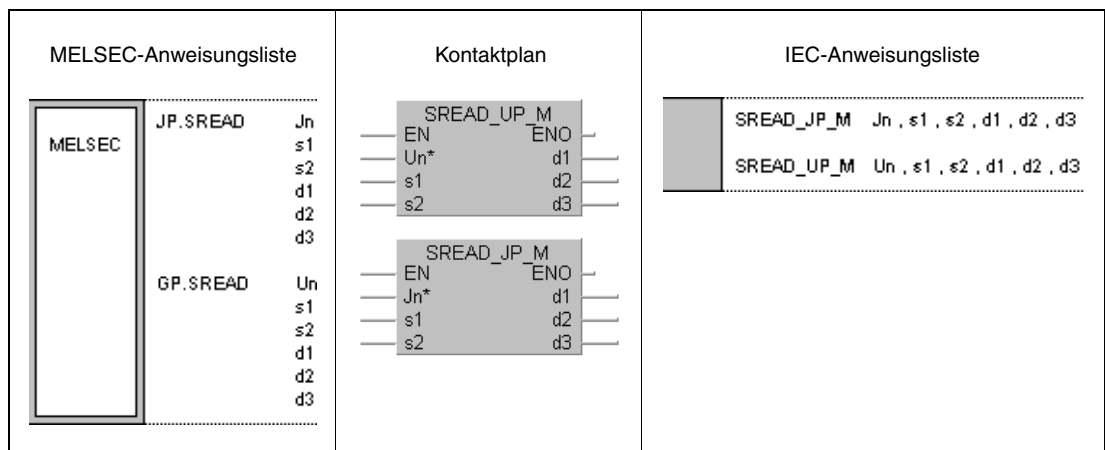 MELSEC-Anweisungsliste
MELSEC
JP.SREAD Jn
s1
s2
d1
d2
d3
GP.SREAD Un
s1
s2
d1
d2
d3
Kontaktplan
SREAD_UP_M
EN ENO
Un* d1
s1 d2
s2 d3
SREAD_JP_M
EN ENO
Jn* d1
s1 d2
s2 d3
IEC-Anweisungsliste
SREAD_JP_M Jn , s1 , s2 , d1 , d2 , d3
SREAD_UP_M Un , s1 , s2 , d1 , d2 , d3